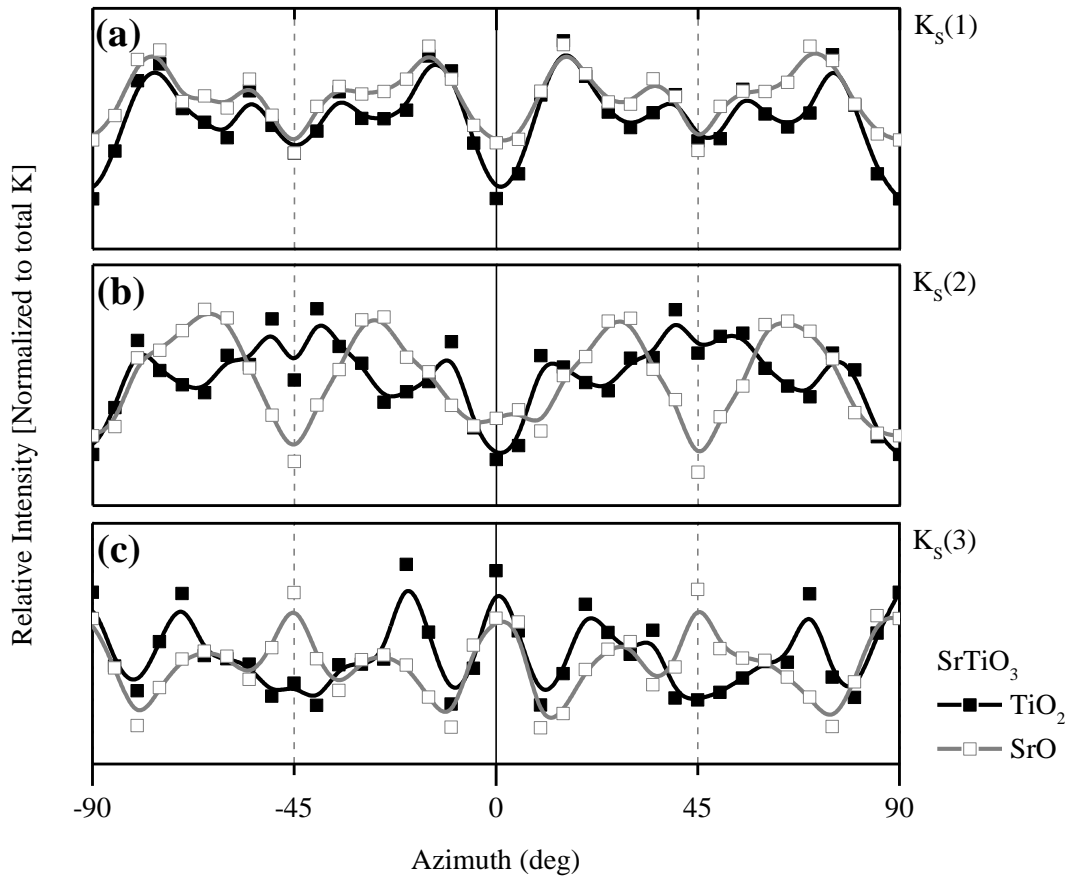 (a)
K_S(1)
(b)
K_S(2)
(c)
K_S(3)
Relative Intensity [Normalized to total K]
SrTiO_3
TiO_2
SrO
-90 -45 0 45 90
Azimuth (deg)